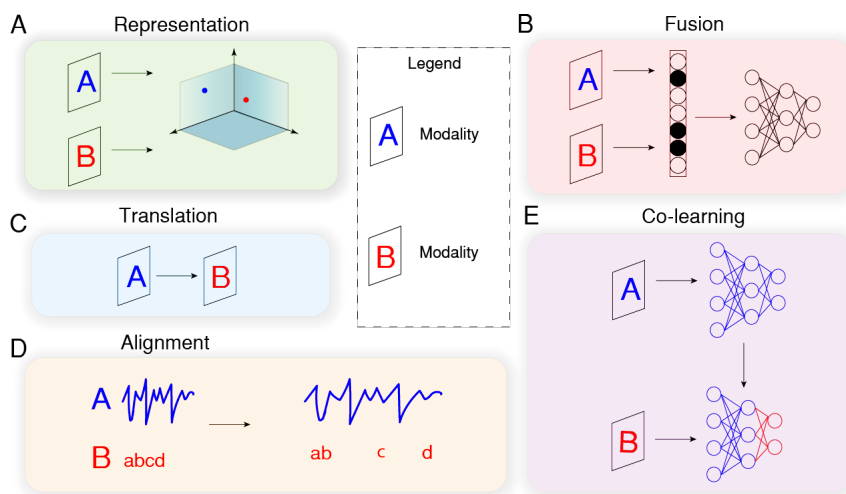 A Representation
A
B
Legend
A Modality
B Modality
B Fusion
A
B
C Translation
A B
D Alignment
A
B abcd
ab c d
E Co-learning
A
B